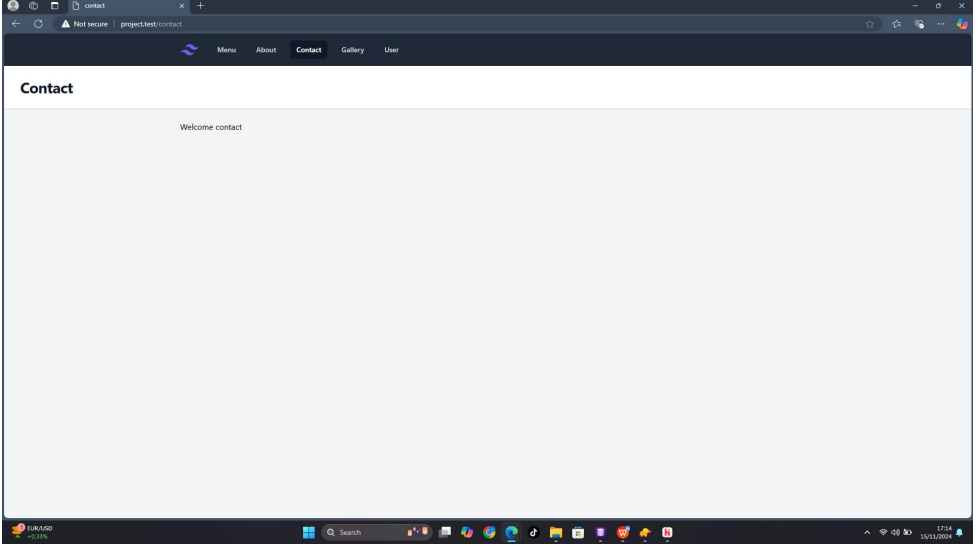 contact
Not secure project.test/contact
Menu About Contact Gallery User
Contact
Welcome contact
EUR/USD
+0,33%
Search
17:14
15/11/2024